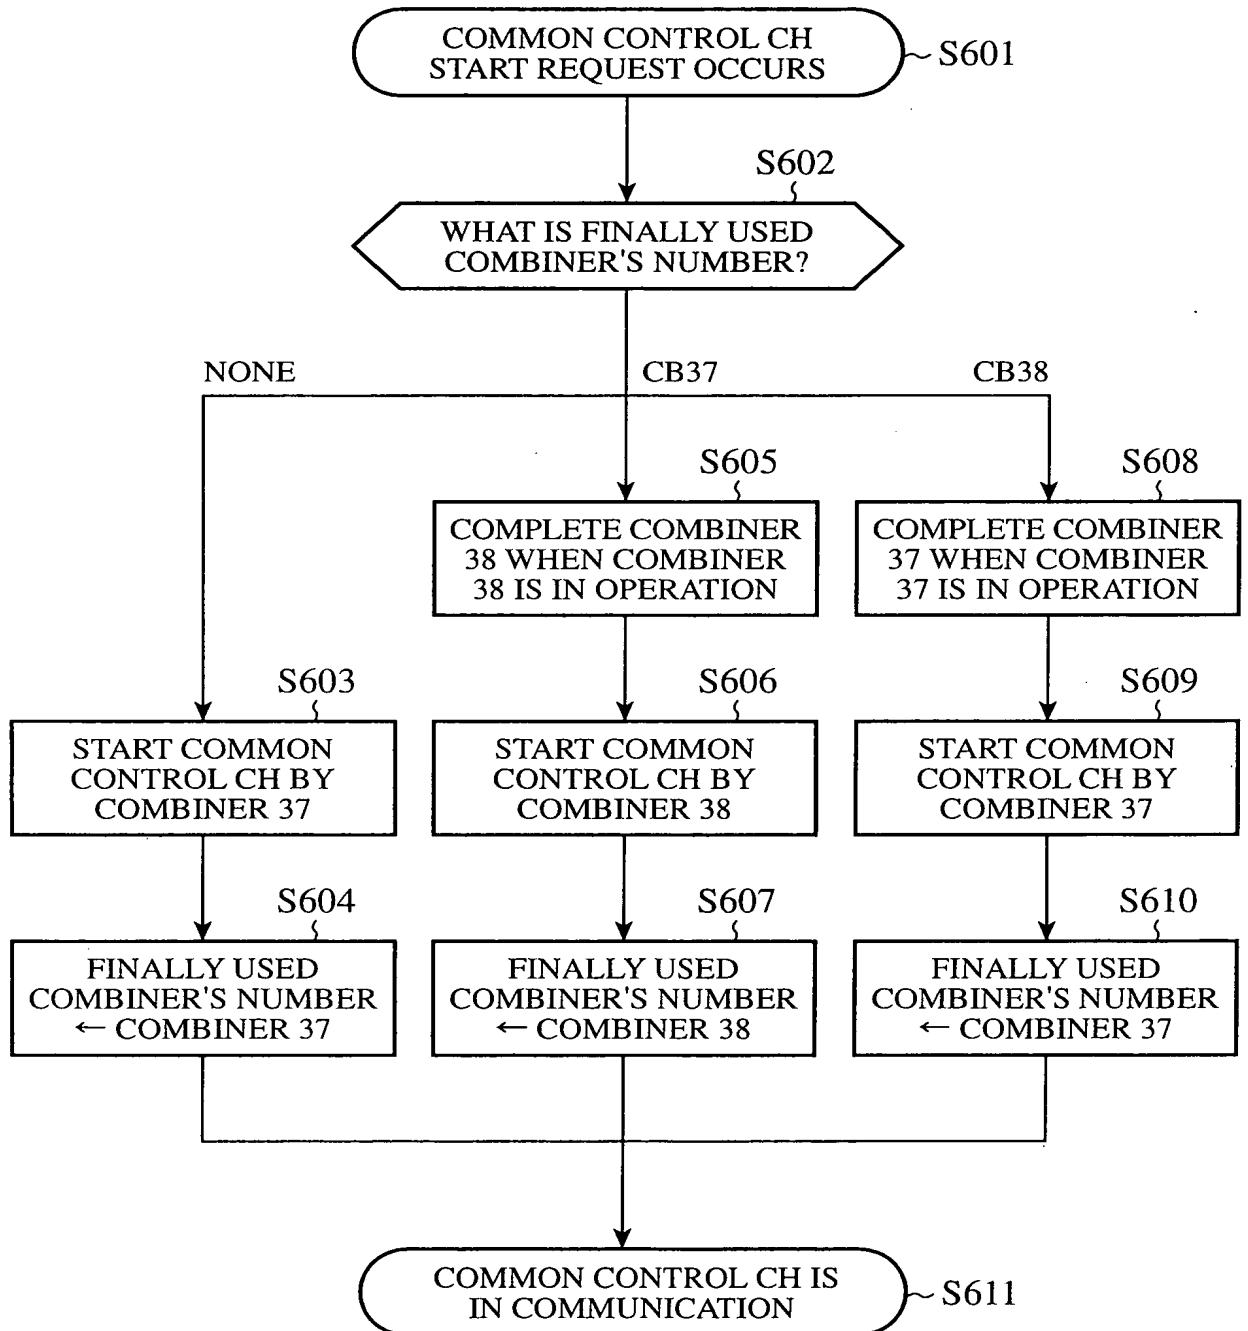 COMMON CONTROL CH
START REQUEST OCCURS
S601
S602
WHAT IS FINALLY USED
COMBINER'S NUMBER?
NONE
CB37
CB38
S605
COMPLETE COMBINER
38 WHEN COMBINER
38 IS IN OPERATION
S608
COMPLETE COMBINER
37 WHEN COMBINER
37 IS IN OPERATION
S603
START COMMON
CONTROL CH BY
COMBINER 37
S606
START COMMON
CONTROL CH BY
COMBINER 38
S609
START COMMON
CONTROL CH BY
COMBINER 37
S604
FINALLY USED
COMBINER'S NUMBER
← COMBINER 37
S607
FINALLY USED
COMBINER'S NUMBER
← COMBINER 38
S610
FINALLY USED
COMBINER'S NUMBER
← COMBINER 37
COMMON CONTROL CH IS
IN COMMUNICATION
S611